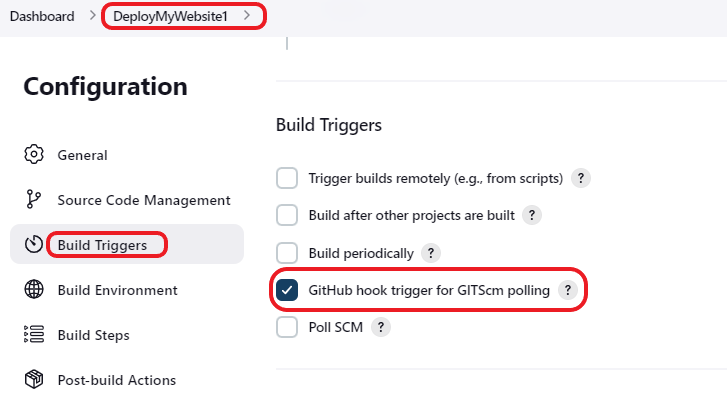 Dashboard > DeployMyWebsite1 >
Configuration
General
Source Code Management
Build Triggers
Build Environment
Build Steps
Post-build Actions
Build Triggers
Trigger builds remotely (e.g., from scripts) ?
Build after other projects are built ?
Build periodically ?
GitHub hook trigger for GITScm polling ?
Poll SCM ?